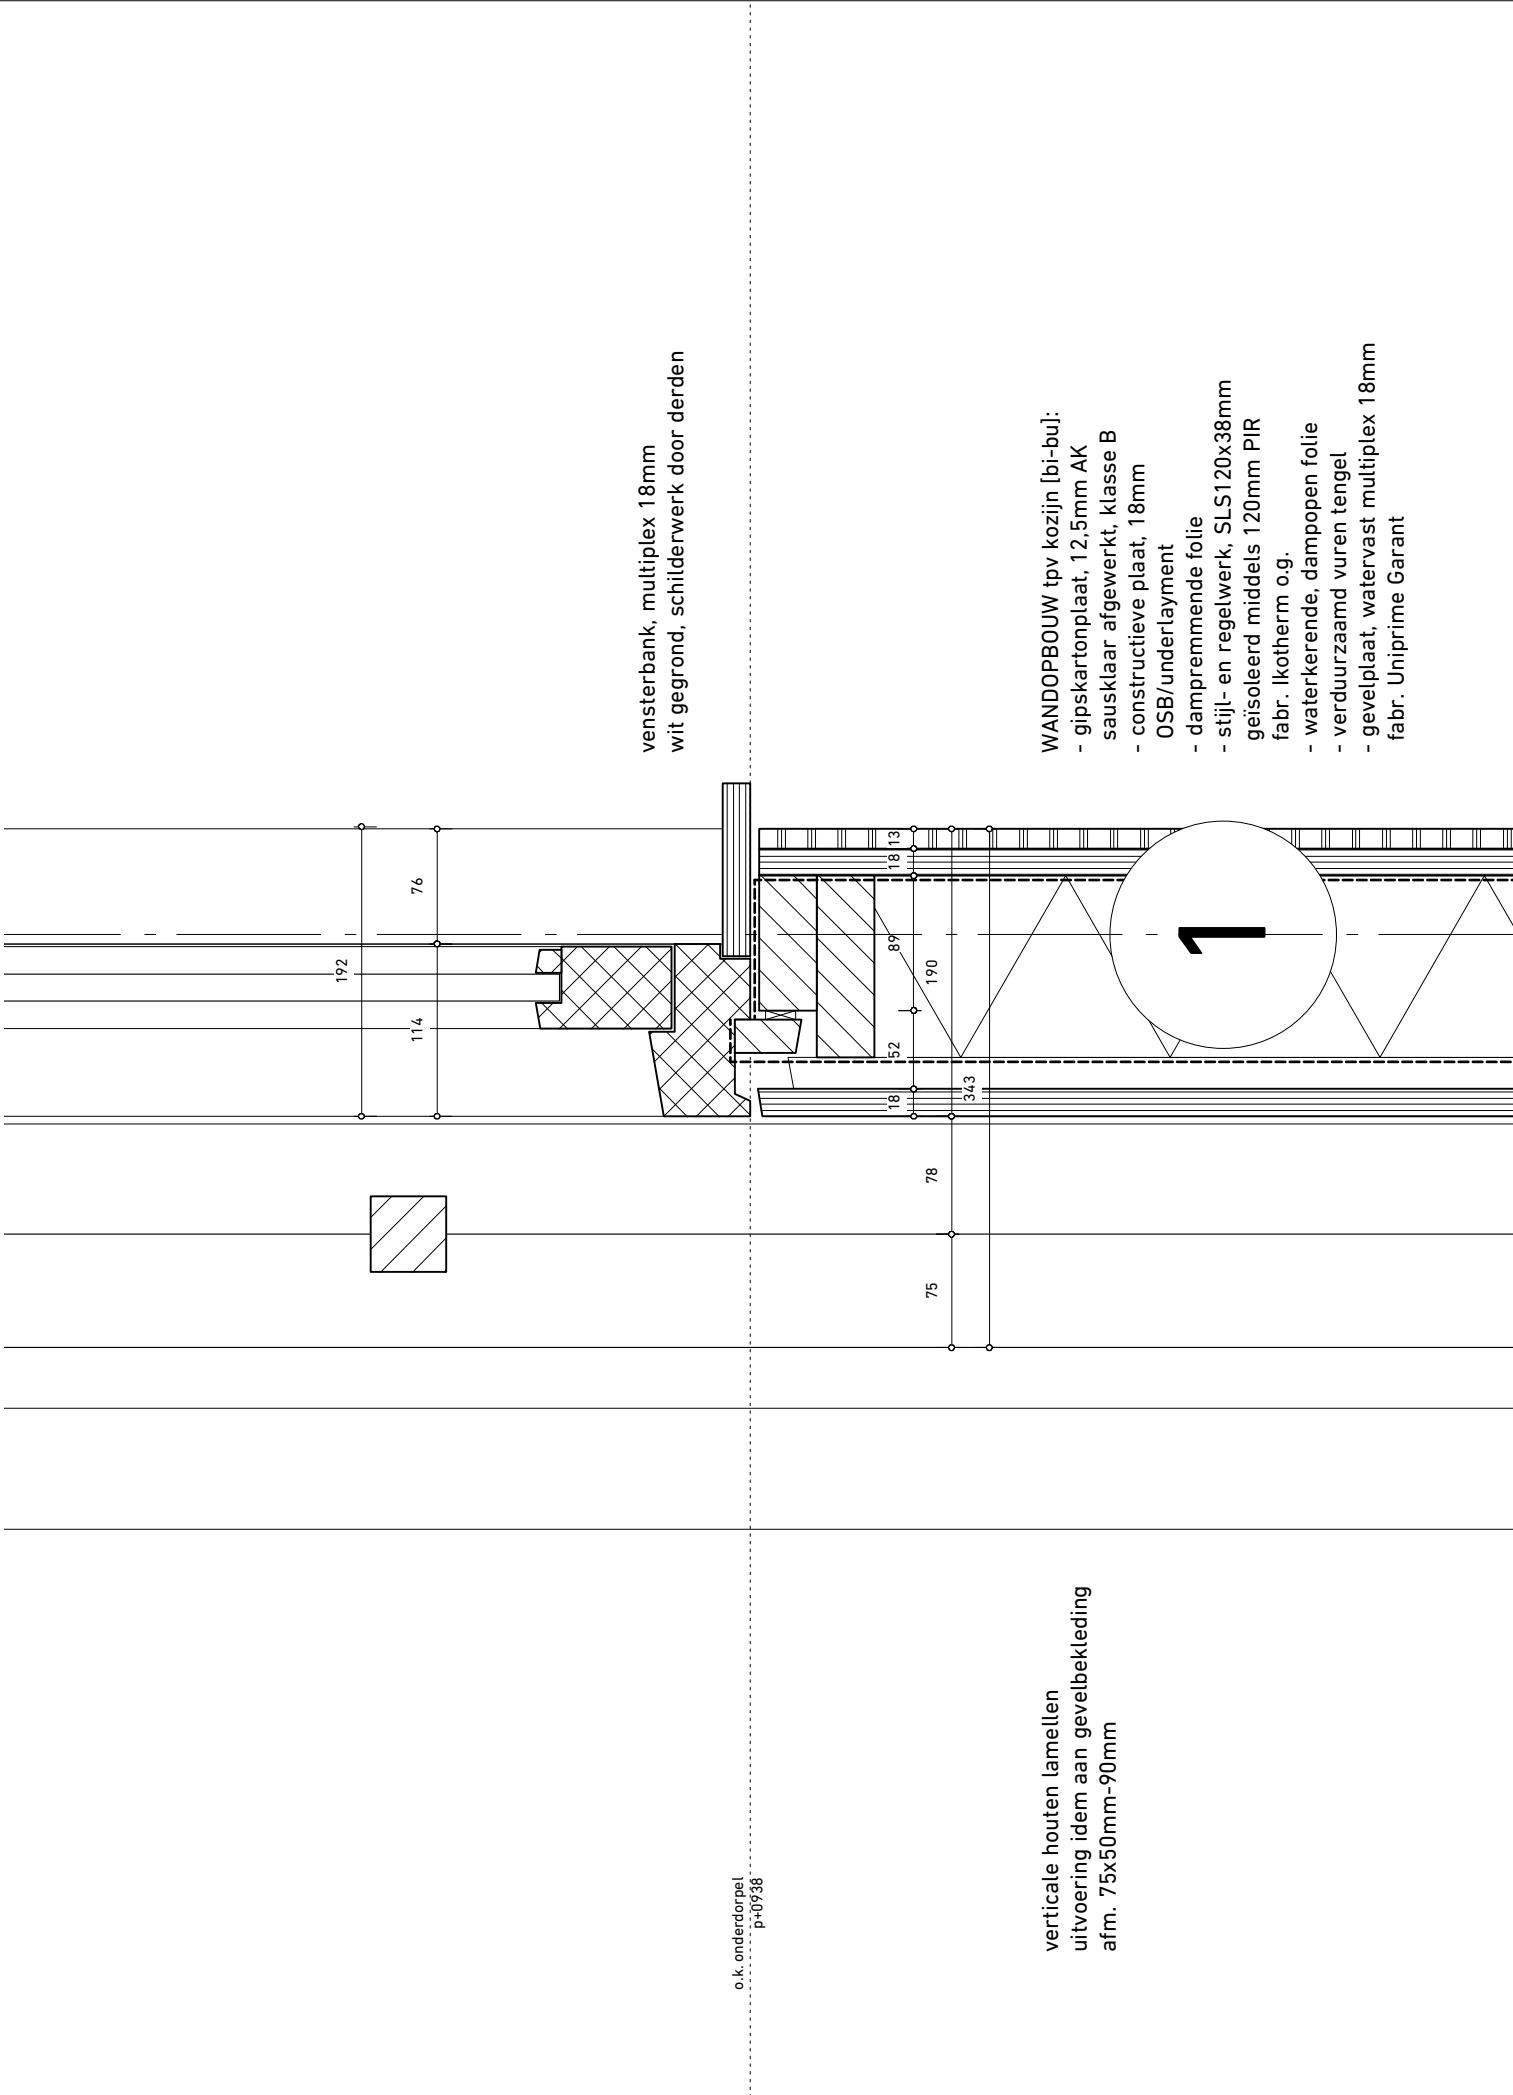 vensterbank, multiplex 18mm
wit gegrond, schilderwerk door derden
192
76
114
o.k. onderdorpel
p+0938
13
18
89
52
18
190
343
78
75
1
WANDOPBOUW tpv kozijn [bi-bu]:
- gipskartonplaat, 12,5mm AK
sausklaar afgewerkt, klasse B
- constructieve plaat, 18mm
OSB/underlayment
- dampremmende folie
- stijl- en regelwerk, SLS120x38mm
geïsoleerd middels 120mm PIR
fabr. Ikotherm o.g.
- waterkerende, dampopen folie
- verduurzaamd vuren tengel
- gevelplaat, watervast multiplex 18mm
fabr. Uniprime Garant
verticale houten lamellen
uitvoering idem aan gevelbekleding
afm. 75x50mm-90mm